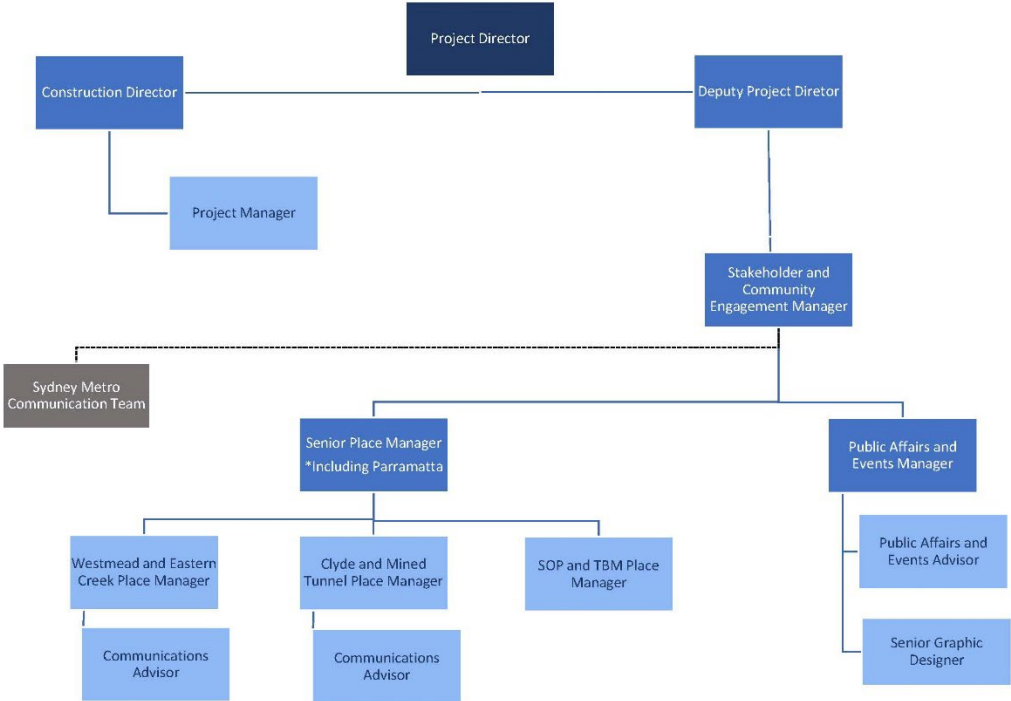 Project Director
Construction Director
Deputy Project Diretor
Project Manager
Stakeholder and
Community
Engagement Manager
Sydney Metro
Communication Team
Senior Place Manager
*Including Parramatta
Public Affairs and
Events Manager
Westmead and Eastern
Creek Place Manager
Clyde and Mined
Tunnel Place Manager
SOP and TBM Place
Manager
Public Affairs and
Events Advisor
Communications
Advisor
Communications
Advisor
Senior Graphic
Designer